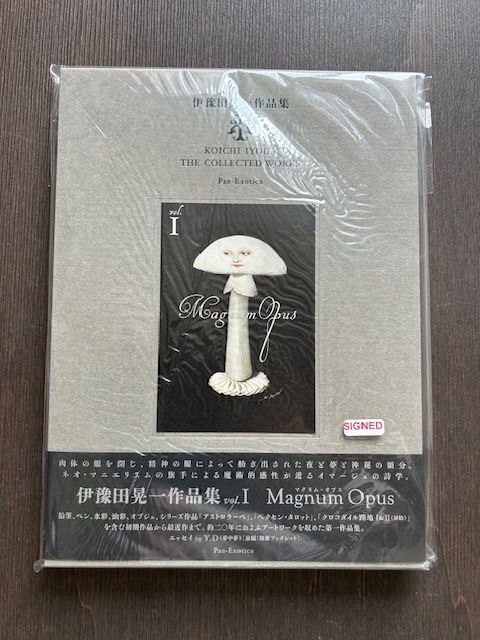 伊豫田晃一作品集
KOICHI IYODA
THE COLLECTED WORKS
Pan-Exotica
vol.
I
Magnum Opus
SIGNED
肉体の眼を閉じ、精神の眼によって紡ぎ出された夜と夢と神秘の領分。
ネオ・マニエリスムの旗手による魔術的感性が迸るイマージュの詩学。
マグヌム・オプス
伊豫田晃一作品集 vol.I Magnum Opus
鉛筆、ペン、水彩、油彩、オブジェ、シリーズ作品「アストロラーベ」、「ヘクセン・タロット」、「クロコダイル路地
を含む初期作品から最近作まで、約二〇年におよぶアートワークを収めた第一作品集。
エッセイ by Y.D
Pan-Exotica